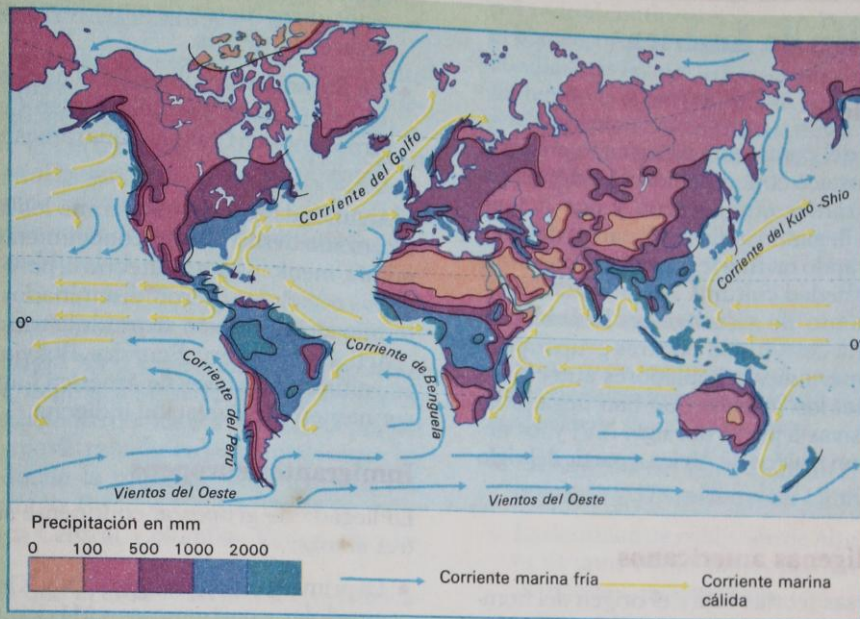 Corriente del Golfo
Corriente del Kuro-Shio
0°
0°
Corriente de Benguela
Corriente del Perú
Vientos del Oeste
Vientos del Oeste
Precipitación en mm
0 100 500 1000 2000
Corriente marina fría
Corriente marina
cálida